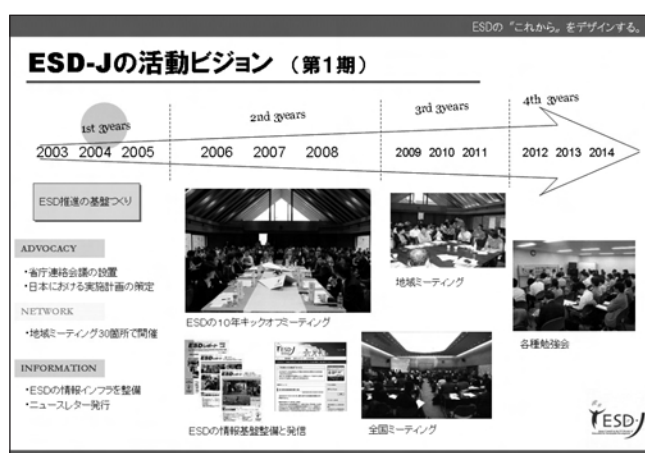 ESDの〝これから〟をデザインする。
ESD-Jの活動ビジョン（第1期）
1st 3years
2nd 3years
3rd 3years
4th 3years
2003 2004 2005
2006 2007 2008
2009 2010 2011
2012 2013 2014
ESD推進の基盤づくり
ADVOCACY
・省庁連絡会議の設置
・日本における実施計画の策定
NETWORK
・地域ミーティング30箇所で開催
INFORMATION
・ESDの情報インフラを整備
・ニュースレター発行
ESDの10年キックオフミーティング
地域ミーティング
各種勉強会
ESDの情報基盤整備と発信
全国ミーティング
ESD-J